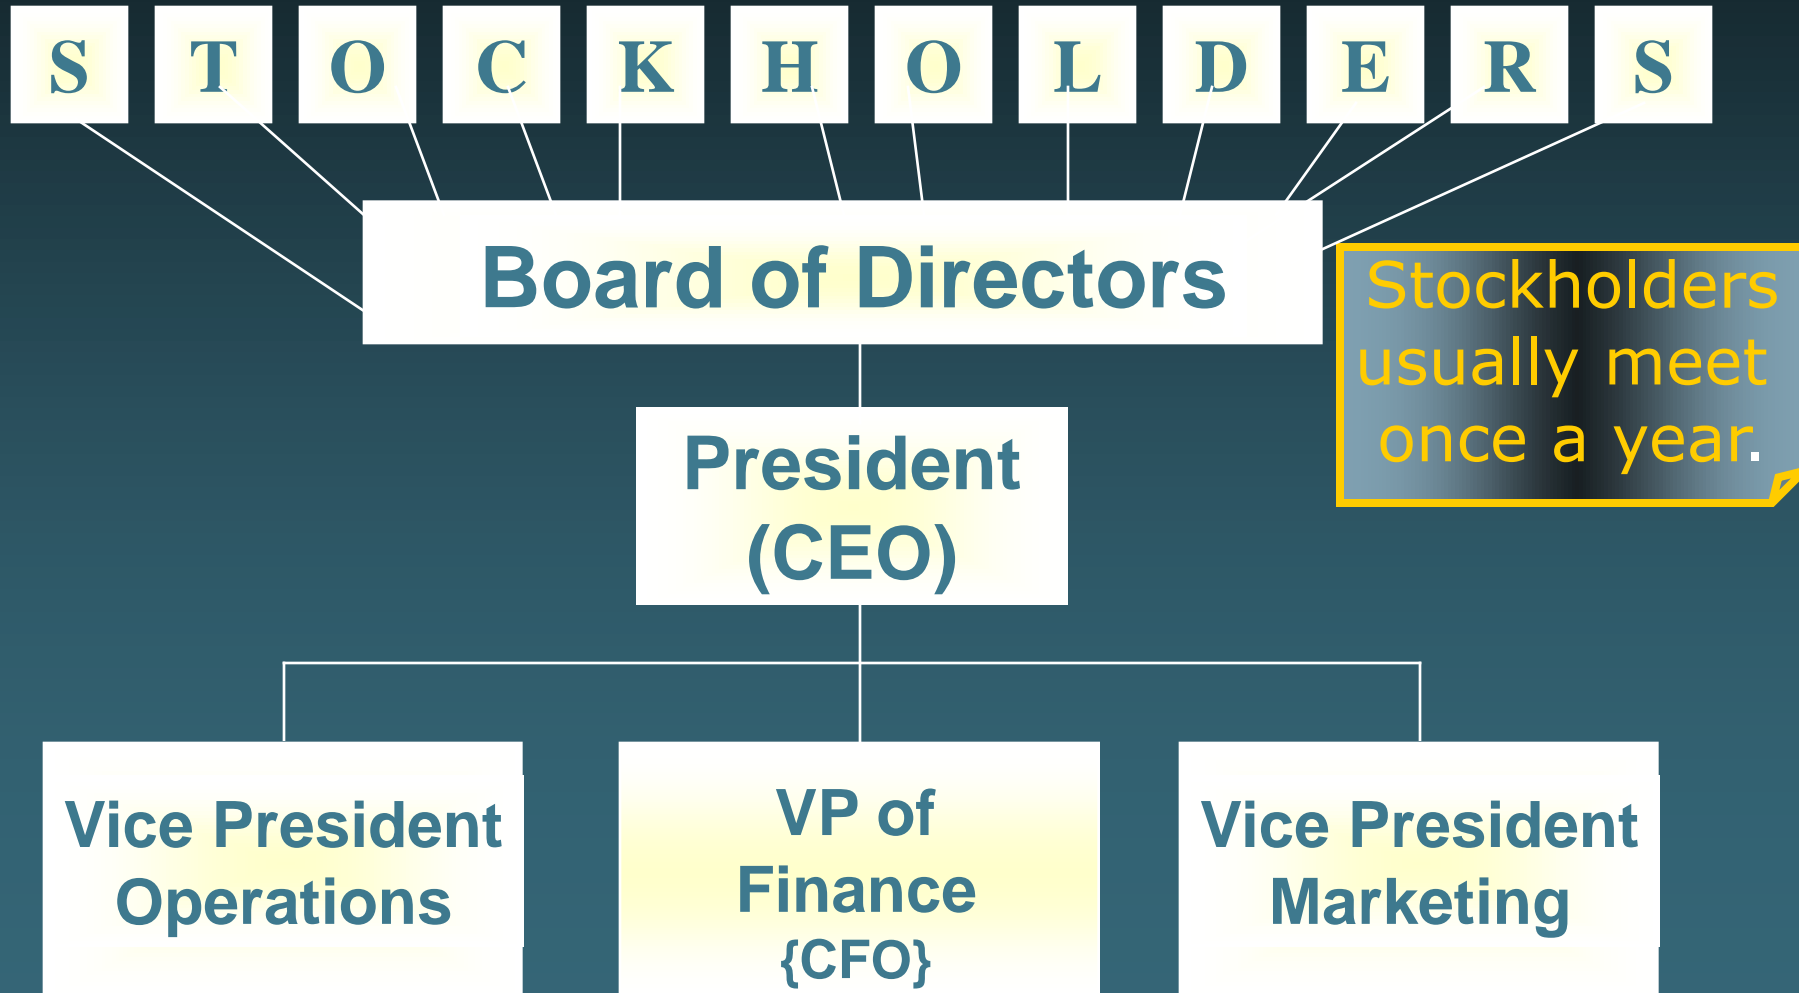 S T O C K H O L D E R S
Board of Directors
Stockholders
usually meet
once a year.
President
(CEO)
Vice President
Operations
VP of
Finance
{CFO}
Vice President
Marketing